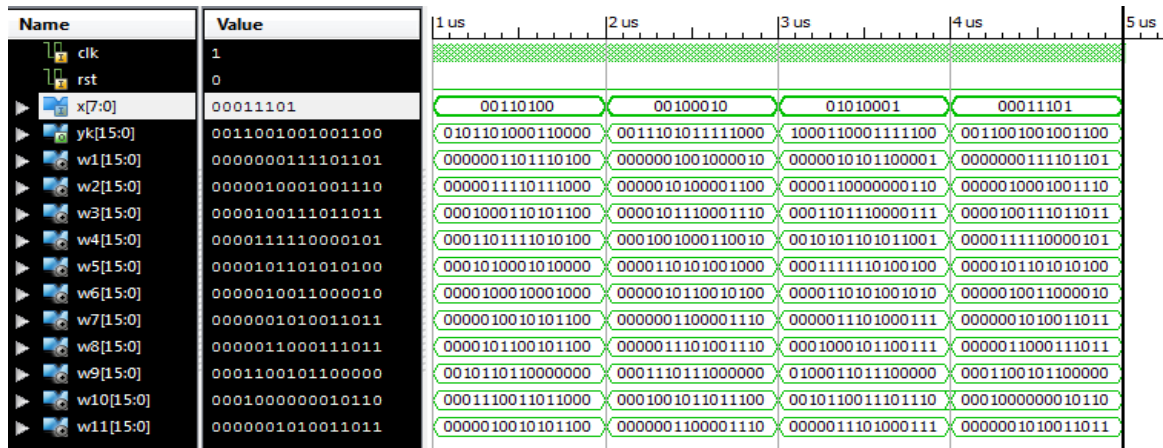 Name Value 1 us 2 us 3 us 4 us 5 us
clk 1
rst 0
x[7:0] 00011101 00110100 00100010 01010001 00011101
yk[15:0] 0011001001001100 0101101000110000 0011101011111000 1000110001111100 0011001001001100
w1[15:0] 0000000111101101 0000001101110100 0000001001000010 0000010101100001 0000000111101101
w2[15:0] 0000010001001110 0000011110111000 0000010100001100 0000110000000110 0000010001001110
w3[15:0] 0000100111011011 0001000110101100 0000101110001110 0001101110000111 0000100111011011
w4[15:0] 0000111110000101 0001101111010100 0001001000110010 0010101101011001 0000111110000101
w5[15:0] 0000101101010100 0001010001010000 0000110101001000 0001111110100100 0000101101010100
w6[15:0] 0000010011000010 0000100010001000 0000010110010100 0000110101001010 0000010011000010
w7[15:0] 0000001010011011 0000010010101100 0000001100001110 0000011101000111 0000001010011011
w8[15:0] 0000011000111011 0000101100101100 0000011101001110 0001000101100111 0000011000111011
w9[15:0] 0001100101100000 0010110110000000 0001110111000000 0100011011100000 0001100101100000
w10[15:0] 0001000000010110 0001110011011000 0001001011011100 0010110011101110 0001000000010110
w11[15:0] 0000001010011011 0000010010101100 0000001100001110 0000011101000111 0000001010011011